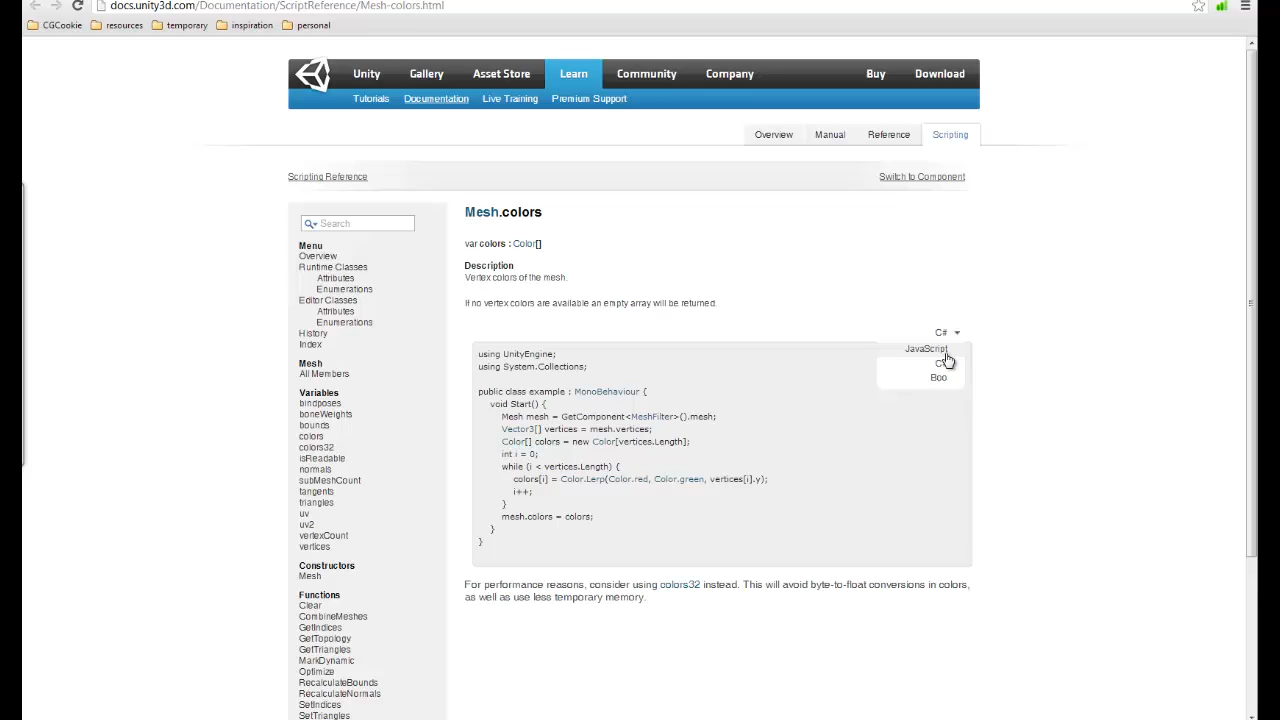 docs.unity3d.com/Documentation/ScriptReference/Mesh-colors.html
CGCookie resources temporary inspiration personal
Unity Gallery Asset Store Learn Community Company Buy Download
Tutorials Documentation Live Training Premium Support
Overview Manual Reference Scripting
Scripting Reference Switch to Component
Search
Menu
Overview
Runtime Classes
Attributes
Enumerations
Editor Classes
Attributes
Enumerations
History
Index
Mesh
All Members
Variables
bindposes
boneWeights
bounds
colors
colors32
isReadable
normals
subMeshCount
tangents
triangles
uv
uv2
vertexCount
vertices
Constructors
Mesh
Functions
Clear
CombineMeshes
GetIndices
GetTopology
GetTriangles
MarkDynamic
Optimize
RecalculateBounds
RecalculateNormals
SetIndices
SetTriangles
Mesh.colors
var colors : Color[]
Description
Vertex colors of the mesh.
If no vertex colors are available an empty array will be returned.
C#
JavaScript
Boo
using UnityEngine;
using System.Collections;
public class example : MonoBehaviour {
void Start() {
Mesh mesh = GetComponent<MeshFilter>().mesh;
Vector3[] vertices = mesh.vertices;
Color[] colors = new Color[vertices.Length];
int i = 0;
while (i < vertices.Length) {
colors[i] = Color.Lerp(Color.red, Color.green, vertices[i].y);
i++;
}
mesh.colors = colors;
}
}
For performance reasons, consider using colors32 instead. This will avoid byte-to-float conversions in colors,
as well as use less temporary memory.